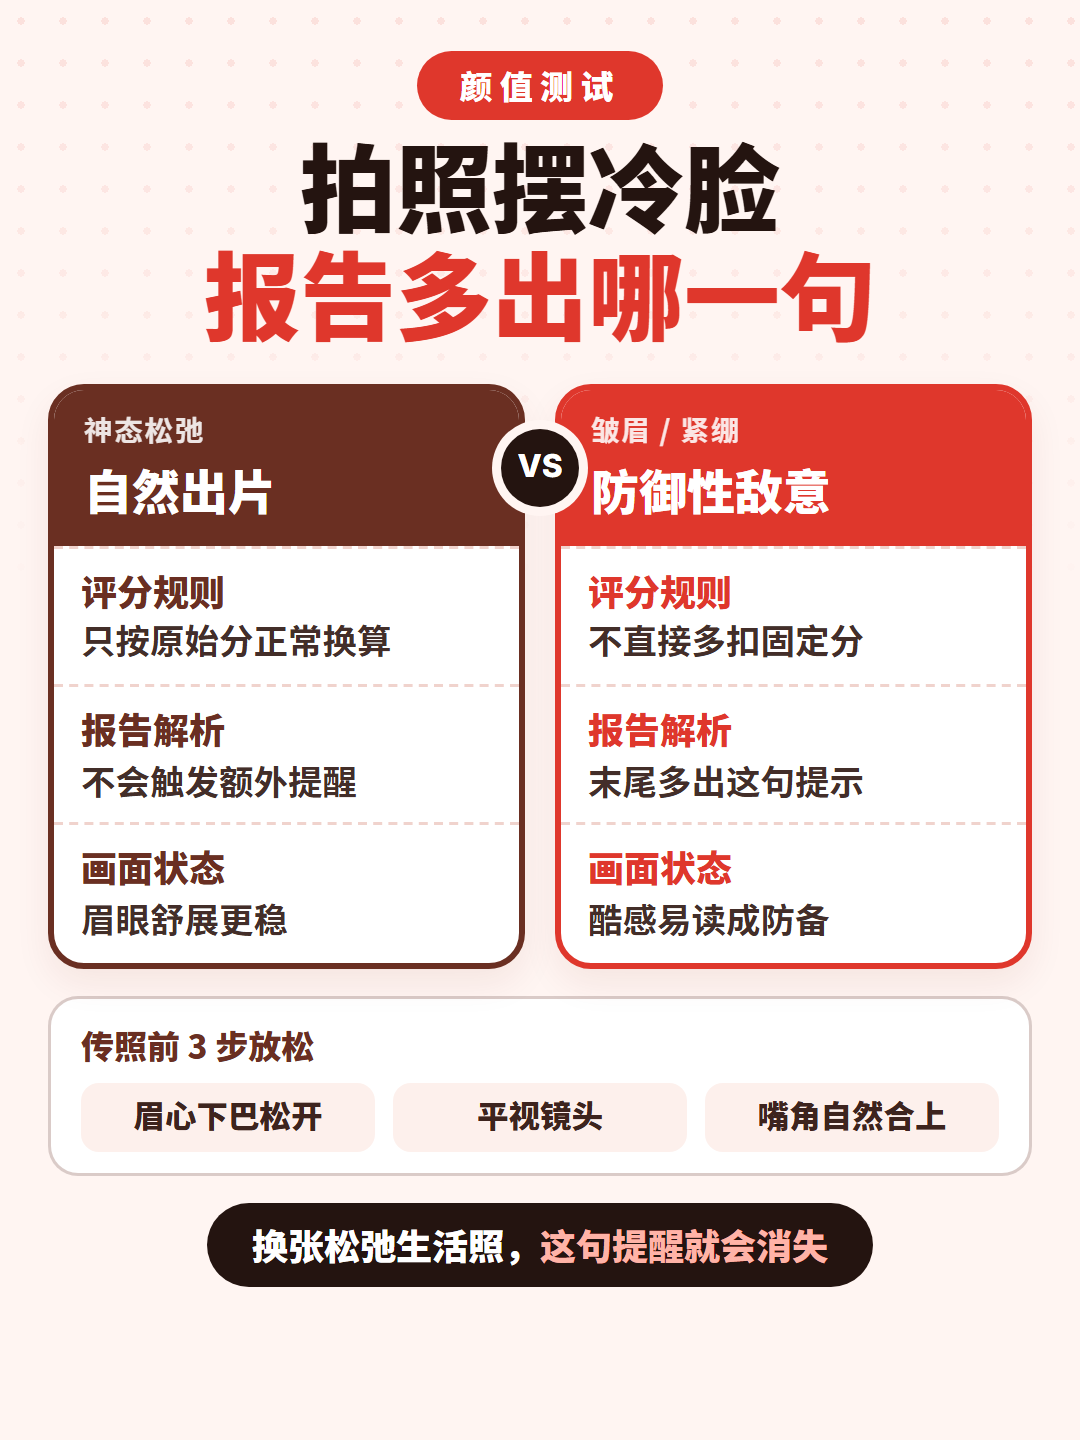 颜值测试
拍照摆冷脸
报告多出哪一句
神态松弛
自然出片
VS
皱眉 / 紧绷
防御性敌意
评分规则
只按原始分正常换算
报告解析
不会触发额外提醒
画面状态
眉眼舒展更稳
评分规则
不直接多扣固定分
报告解析
末尾多出这句提示
画面状态
酷感易读成防备
传照前 3 步放松
眉心下巴松开
平视镜头
嘴角自然合上
换张松弛生活照，这句提醒就会消失